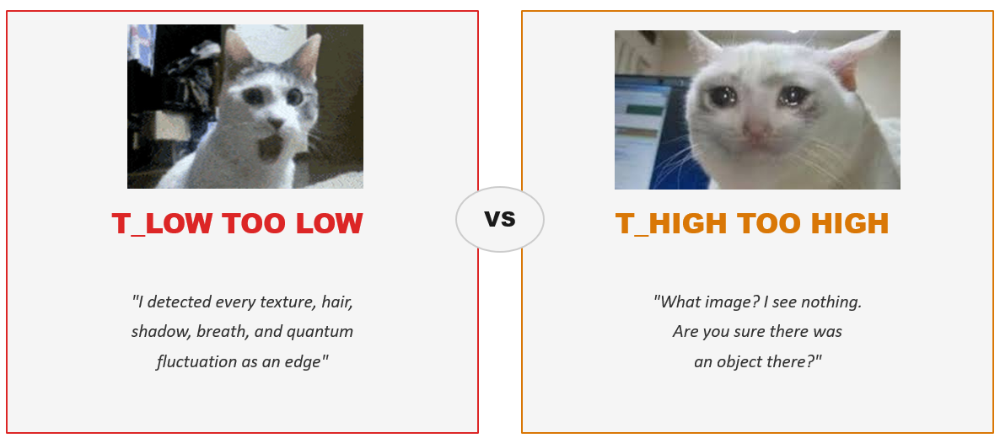 T_LOW TOO LOW
"I detected every texture, hair,
shadow, breath, and quantum
fluctuation as an edge"
VS
T_HIGH TOO HIGH
"What image? I see nothing.
Are you sure there was
an object there?"